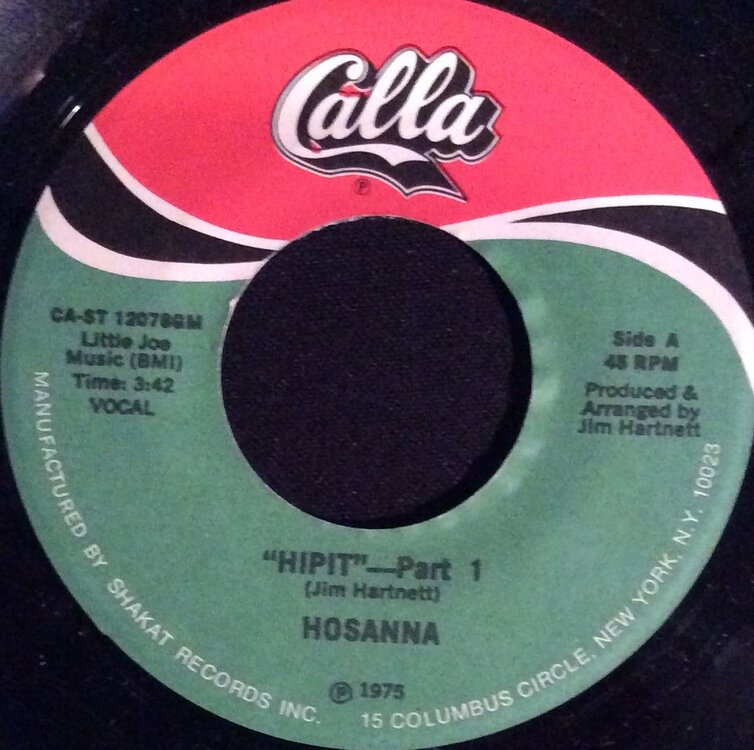 Calla
℗
CA-ST 12078GM
Little Joe
Music (BMI)
Time: 3:42
VOCAL
Side A
45 RPM
Produced &
Arranged by
Jim Hartnett
"HIPIT"—Part 1
(Jim Hartnett)
HOSANNA
℗ 1975
MANUFACTURED BY SHAKAT RECORDS INC. 15 COLUMBUS CIRCLE, NEW YORK, N.Y. 10023